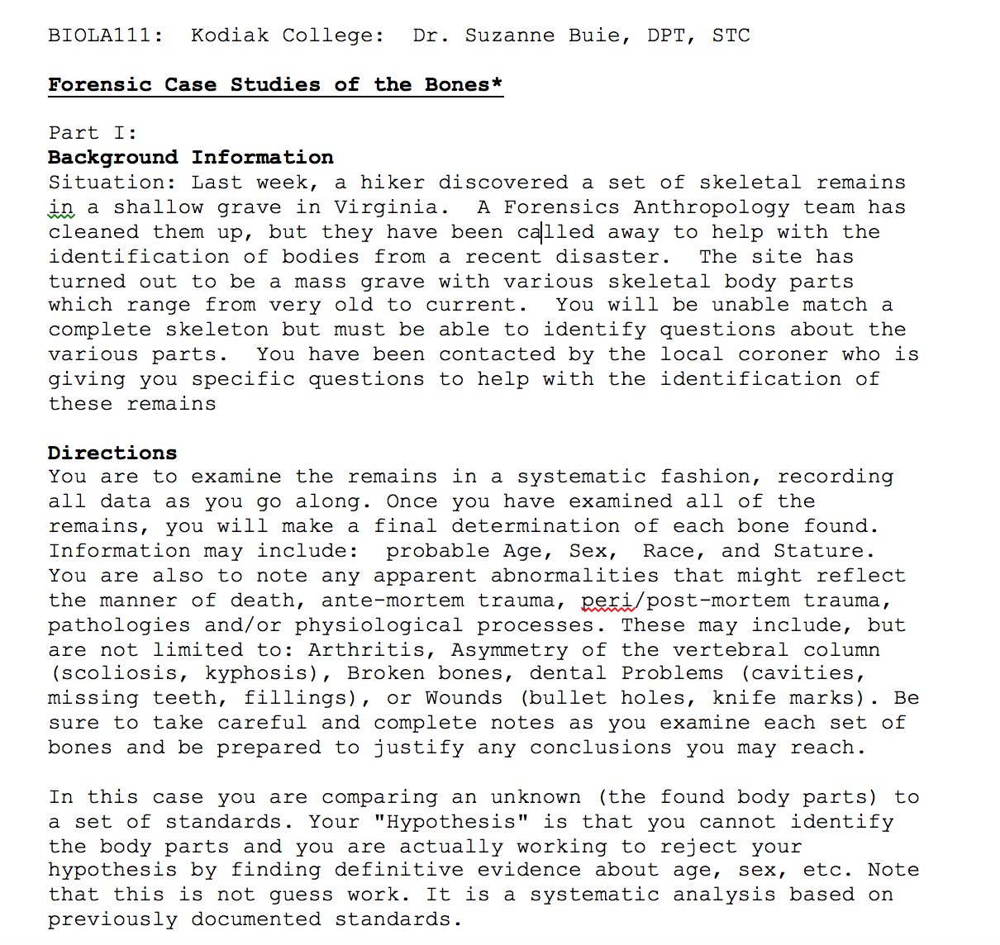 BIOLA111:  Kodiak College:  Dr. Suzanne Buie, DPT, STC
Forensic Case Studies of the Bones*
Part I:
Background Information
Situation: Last week, a hiker discovered a set of skeletal remains
in a shallow grave in Virginia.  A Forensics Anthropology team has
cleaned them up, but they have been called away to help with the
identification of bodies from a recent disaster.  The site has
turned out to be a mass grave with various skeletal body parts
which range from very old to current.  You will be unable match a
complete skeleton but must be able to identify questions about the
various parts.  You have been contacted by the local coroner who is
giving you specific questions to help with the identification of
these remains
Directions
You are to examine the remains in a systematic fashion, recording
all data as you go along. Once you have examined all of the
remains, you will make a final determination of each bone found.
Information may include:  probable Age, Sex,  Race, and Stature.
You are also to note any apparent abnormalities that might reflect
the manner of death, ante-mortem trauma, peri/post-mortem trauma,
pathologies and/or physiological processes. These may include, but
are not limited to: Arthritis, Asymmetry of the vertebral column
(scoliosis, kyphosis), Broken bones, dental Problems (cavities,
missing teeth, fillings), or Wounds (bullet holes, knife marks). Be
sure to take careful and complete notes as you examine each set of
bones and be prepared to justify any conclusions you may reach.
In this case you are comparing an unknown (the found body parts) to
a set of standards. Your "Hypothesis" is that you cannot identify
the body parts and you are actually working to reject your
hypothesis by finding definitive evidence about age, sex, etc. Note
that this is not guess work. It is a systematic analysis based on
previously documented standards.